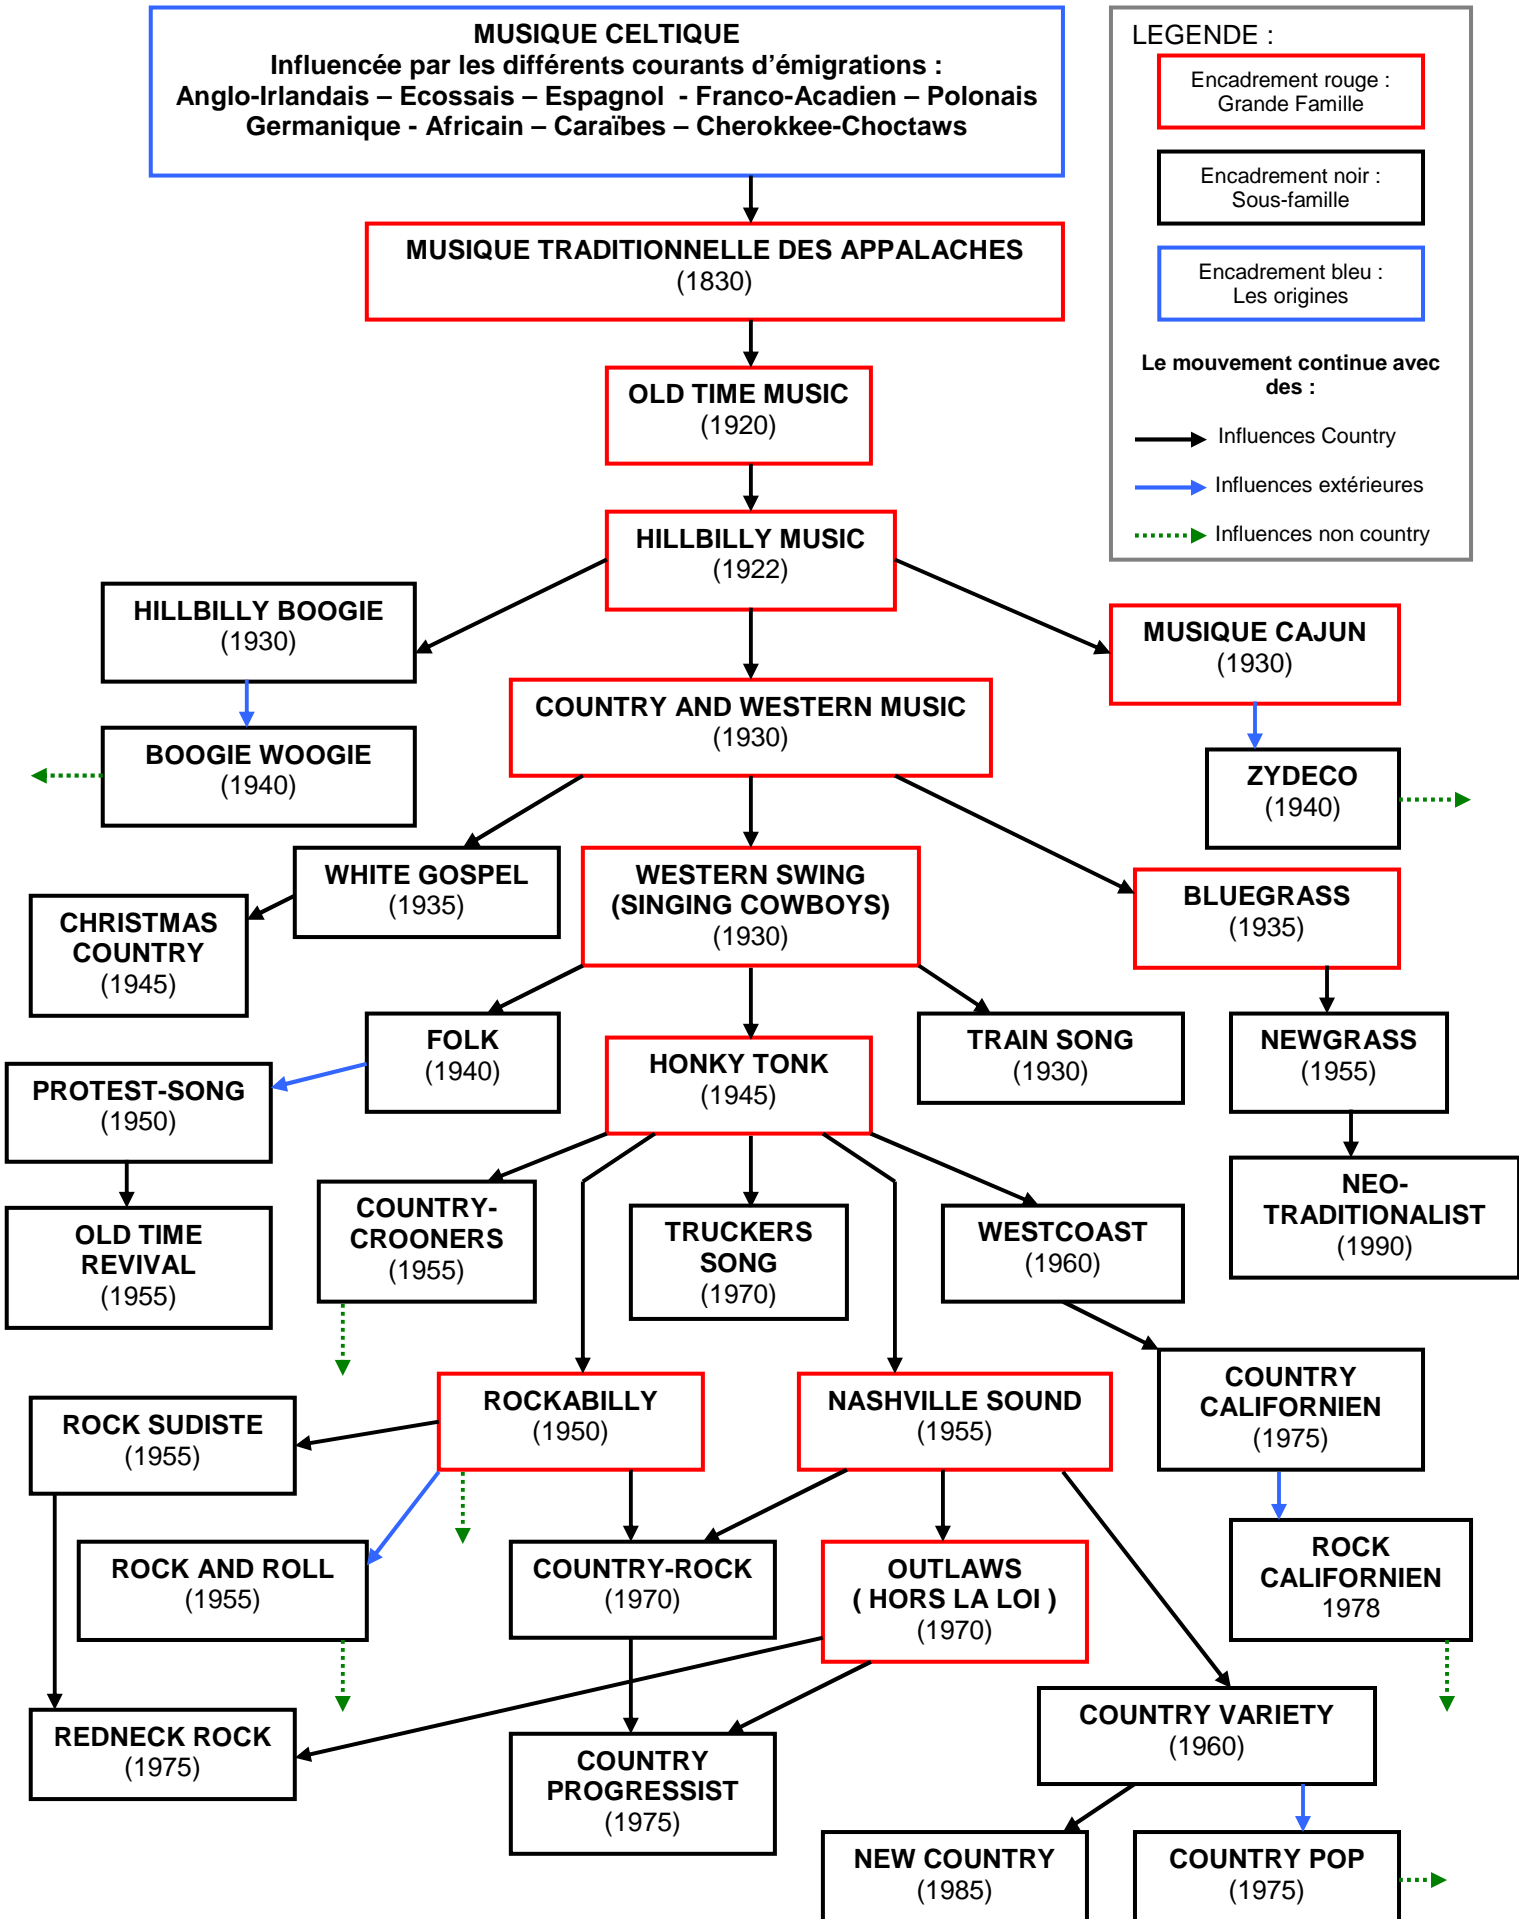 MUSIQUE CELTIQUE
Influencée par les différents courants d’émigrations :
Anglo-Irlandais – Ecossais – Espagnol  - Franco-Acadien – Polonais
Germanique - Africain – Caraïbes – Cherokkee-Choctaws
LEGENDE :
Encadrement rouge :
Grande Famille
Encadrement noir :
Sous-famille
Encadrement bleu :
Les origines
Le mouvement continue avec
des :
Influences Country
Influences extérieures
Influences non country
MUSIQUE TRADITIONNELLE DES APPALACHES
(1830)
OLD TIME MUSIC
(1920)
HILLBILLY MUSIC
(1922)
HILLBILLY BOOGIE
(1930)
MUSIQUE CAJUN
(1930)
COUNTRY AND WESTERN MUSIC
(1930)
BOOGIE WOOGIE
(1940)
ZYDECO
(1940)
WHITE GOSPEL
(1935)
WESTERN SWING
(SINGING COWBOYS)
(1930)
BLUEGRASS
(1935)
CHRISTMAS
COUNTRY
(1945)
FOLK
(1940)
HONKY TONK
(1945)
TRAIN SONG
(1930)
NEWGRASS
(1955)
PROTEST-SONG
(1950)
NEO-
TRADITIONALIST
(1990)
OLD TIME
REVIVAL
(1955)
COUNTRY-
CROONERS
(1955)
TRUCKERS
SONG
(1970)
WESTCOAST
(1960)
COUNTRY
CALIFORNIEN
(1975)
ROCKABILLY
(1950)
NASHVILLE SOUND
(1955)
ROCK SUDISTE
(1955)
ROCK AND ROLL
(1955)
COUNTRY-ROCK
(1970)
OUTLAWS
( HORS LA LOI )
(1970)
ROCK
CALIFORNIEN
1978
REDNECK ROCK
(1975)
COUNTRY
PROGRESSIST
(1975)
COUNTRY VARIETY
(1960)
NEW COUNTRY
(1985)
COUNTRY POP
(1975)